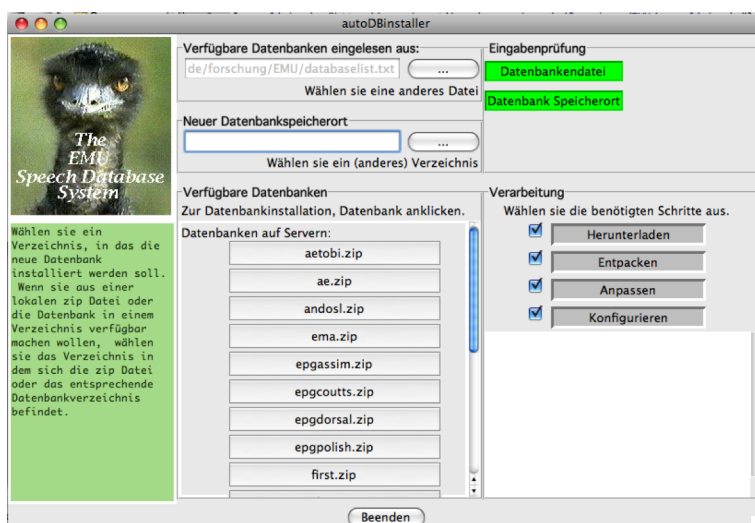 autoDBinstaller
The
EMU
Speech Database
System
Wählen sie ein
Verzeichnis, in das die
neue Datenbank
installiert werden soll.
Wenn sie aus einer
lokalen zip Datei oder
die Datenbank in einem
Verzeichnis verfügbar
machen wollen, wählen
sie das Verzeichnis in
dem sich die zip Datei
oder das entsprechende
Datenbankverzeichnis
befindet.
Verfügbare Datenbanken eingelesen aus:
de/forschung/EMU/databaselist.txt
...
Wählen sie eine anderes Datei
Neuer Datenbankspeicherort
...
Wählen sie ein (anderes) Verzeichnis
Eingabenprüfung
Datenbankendatei
Datenbank Speicherort
Verfügbare Datenbanken
Zur Datenbankinstallation, Datenbank anklicken.
Datenbanken auf Servern:
aetobi.zip
ae.zip
andosl.zip
ema.zip
epgassim.zip
epgcoutts.zip
epgdorsal.zip
epgpolish.zip
first.zip
Verarbeitung
Wählen sie die benötigten Schritte aus.
Herunterladen
Entpacken
Anpassen
Konfigurieren
Beenden